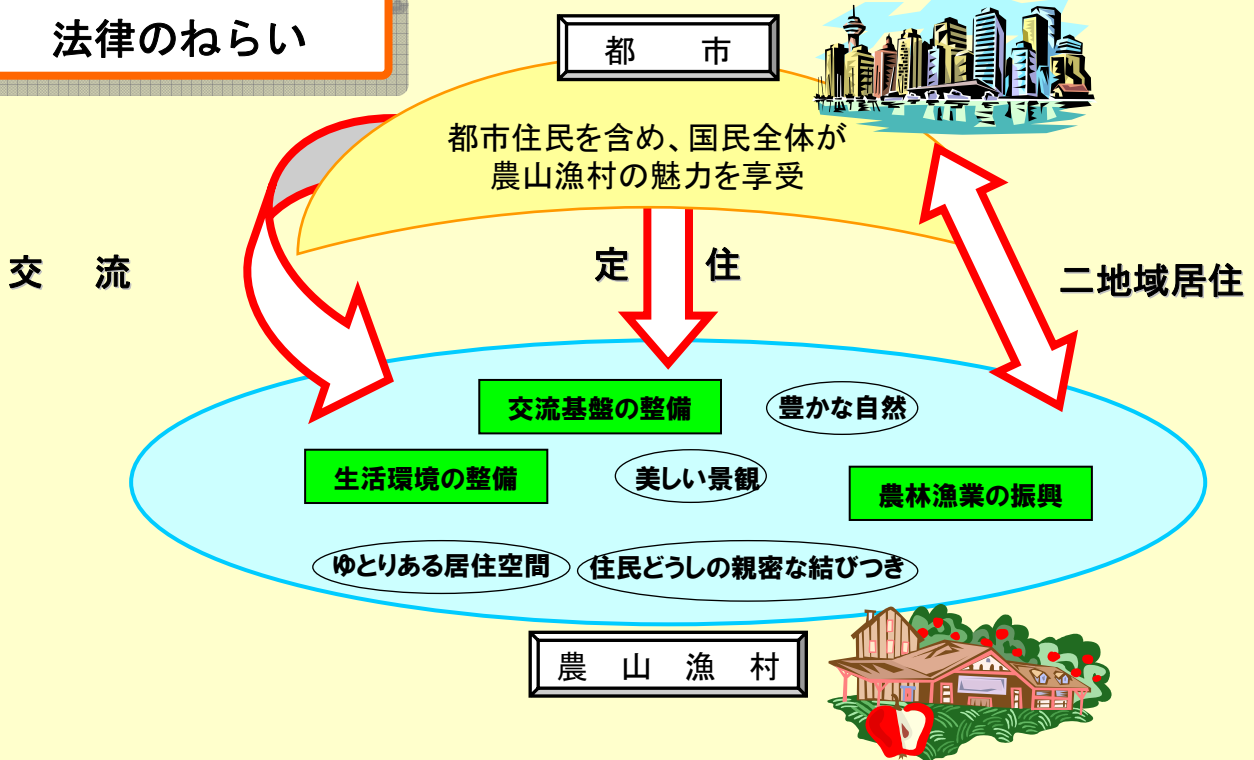 法律のねらい
都　市
都市住民を含め、国民全体が
農山漁村の魅力を享受
交　流
定　住
二地域居住
交流基盤の整備
豊かな自然
生活環境の整備
美しい景観
農林漁業の振興
ゆとりある居住空間
住民どうしの親密な結びつき
農　山　漁　村